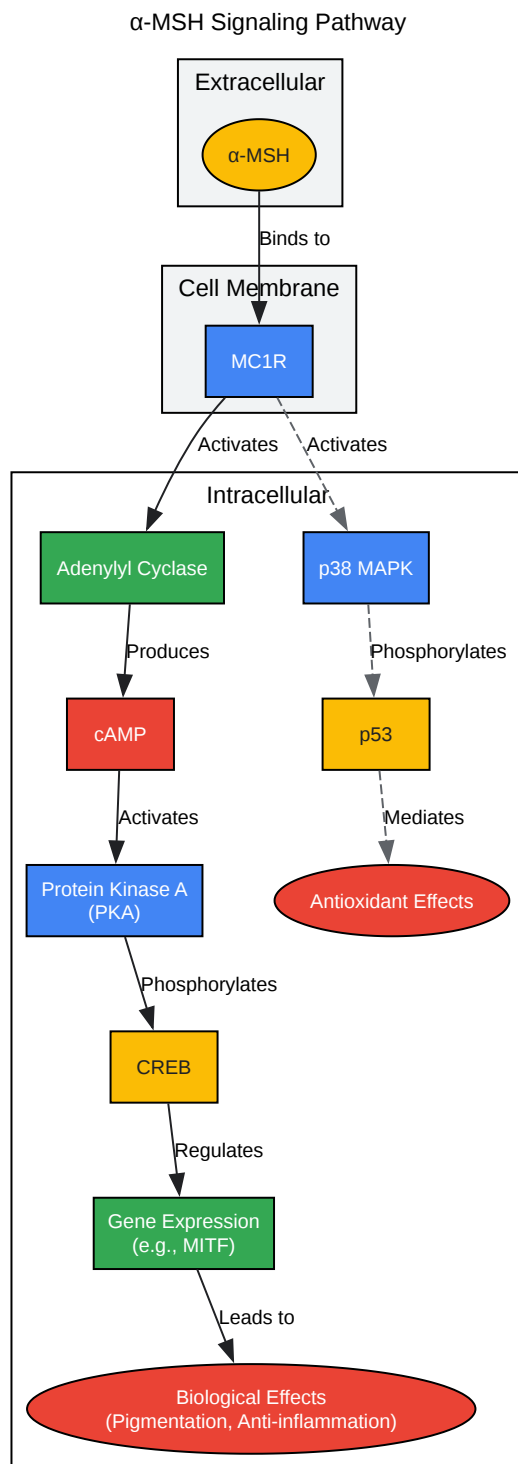 α-MSH Signaling Pathway
Extracellular
α-MSH
Binds to
Cell Membrane
MC1R
Activates
Activates
Intracellular
Adenylyl Cyclase
p38 MAPK
Produces
Phosphorylates
cAMP
p53
Activates
Mediates
Protein Kinase A
(PKA)
Antioxidant Effects
Phosphorylates
CREB
Regulates
Gene Expression
(e.g., MITF)
Leads to
Biological Effects
(Pigmentation, Anti-inflammation)